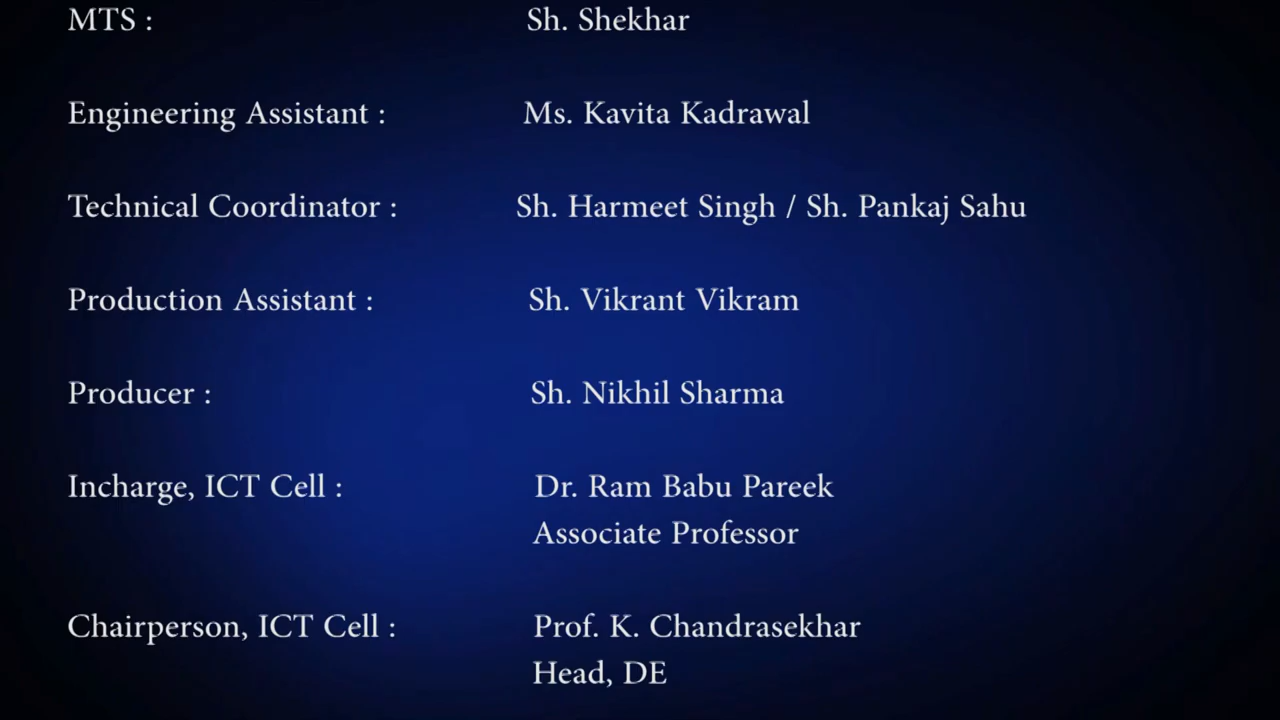 MTS : Sh. Shekhar
Engineering Assistant : Ms. Kavita Kadrawal
Technical Coordinator : Sh. Harmeet Singh / Sh. Pankaj Sahu
Production Assistant : Sh. Vikrant Vikram
Producer : Sh. Nikhil Sharma
Incharge, ICT Cell : Dr. Ram Babu Pareek
Associate Professor
Chairperson, ICT Cell : Prof. K. Chandrasekhar
Head, DE